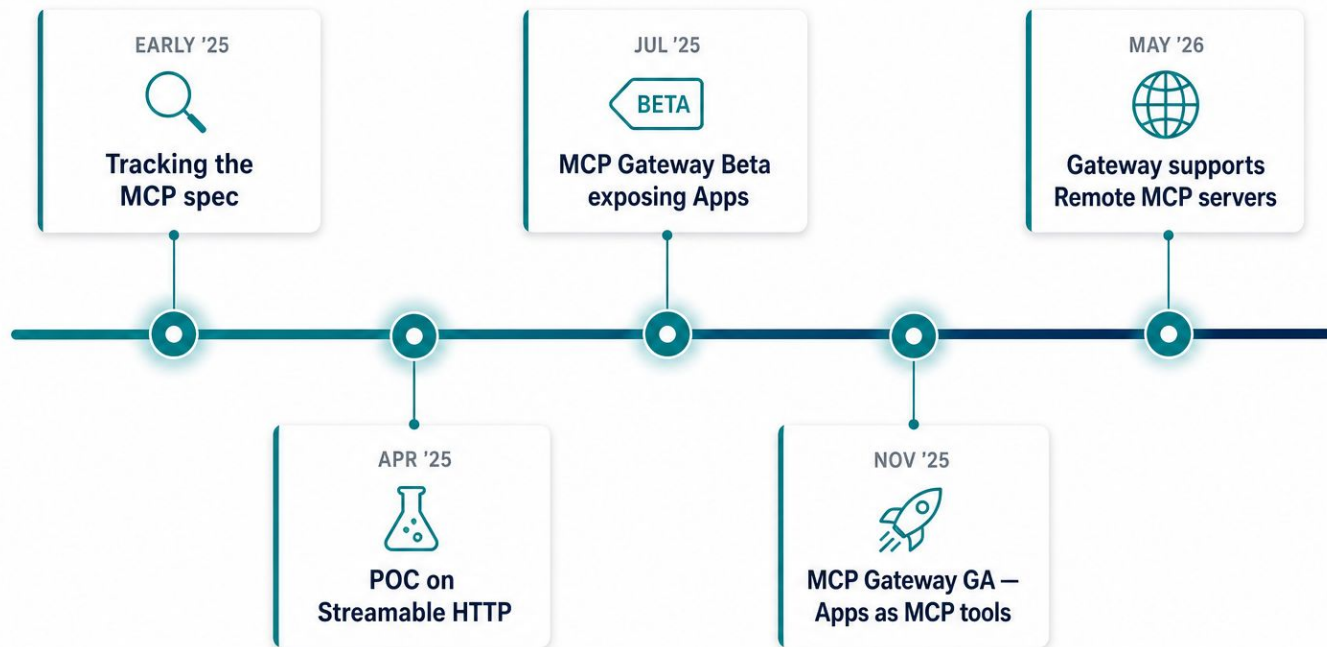 EARLY ’25
Tracking the
MCP spec
APR ’25
POC on
Streamable HTTP
JUL ’25
BETA
MCP Gateway Beta
exposing Apps
NOV ’25
MCP Gateway GA —
Apps as MCP tools
MAY ’26
Gateway supports
Remote MCP servers